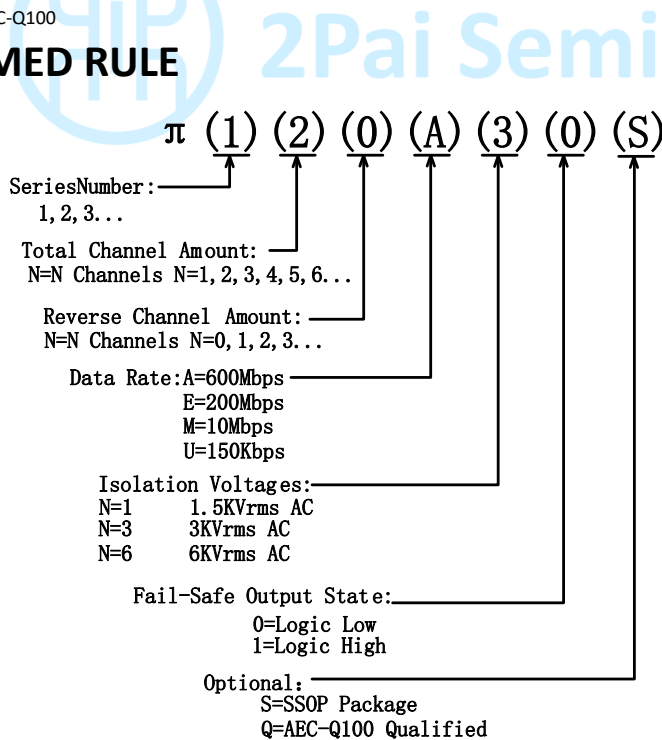 C-Q100
MED RULE
2Pai Semi
π (1) (2) (0) (A) (3) (0) (S)
SeriesNumber:
1,2,3...
Total Channel Amount:
N=N Channels N=1,2,3,4,5,6...
Reverse Channel Amount:
N=N Channels N=0,1,2,3...
Data Rate:A=600Mbps
E=200Mbps
M=10Mbps
U=150Kbps
Isolation Voltages:
N=1 1.5KVrms AC
N=3 3KVrms AC
N=6 6KVrms AC
Fail-Safe Output State:
0=Logic Low
1=Logic High
Optional:
S=SSOP Package
Q=AEC-Q100 Qualified